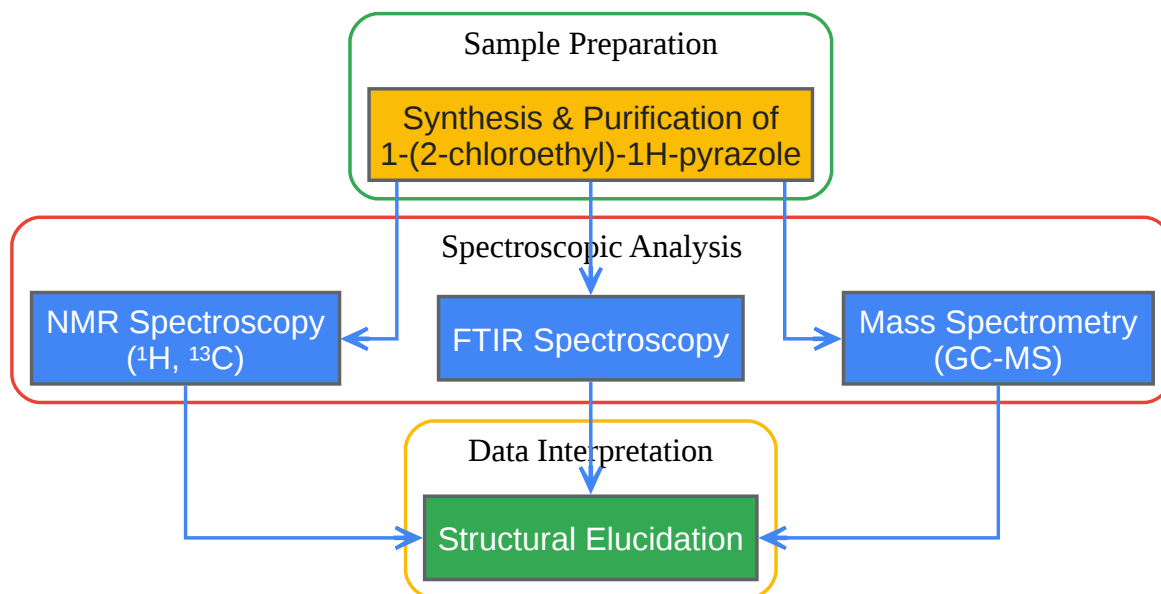 Sample Preparation
Synthesis & Purification of
1-(2-chloroethyl)-1H-pyrazole
Spectroscopic Analysis
NMR Spectroscopy
(¹H, ¹³C)
FTIR Spectroscopy
Mass Spectrometry
(GC-MS)
Data Interpretation
Structural Elucidation